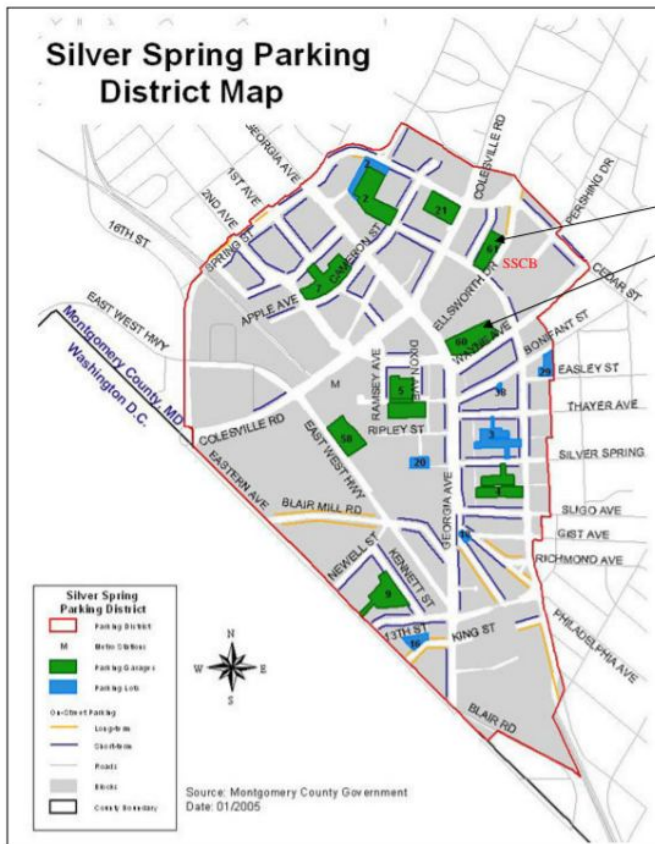 Silver Spring Parking
District Map
GEORGIA AVE
1ST AVE
2ND AVE
16TH ST
SPRING ST
COLESVILLE RD
PERSHING DR
2
2
21
61
SSCB
CAMERON ST
7
APPLE AVE
ELLSWORTH DR
CEDAR ST
EAST WEST HWY
Montgomery County, MD
Washington D.C.
60
WAYNE AVE
BONIFANT ST
29
EASLEY ST
M
RAMSEY AVE
DIXON AVE
5
38
THAYER AVE
COLESVILLE RD
58
RIPLEY ST
3
EAST WEST HWY
20
SILVER SPRING
EASTERN AVE
4
GEORGIA AVE
BLAIR MILL RD
SLIGO AVE
14
GIST AVE
NEWELL ST
KENNETT ST
RICHMOND AVE
9
13TH ST
16
KING ST
PHILADELPHIA AVE
BLAIR RD
Silver Spring
Parking District
Parking District
M Metro Stations
Parking Garages
Parking Lots
On-Street Parking
Long-term
Short-term
Roads
Blocks
County Boundary
N
W E
S
Source: Montgomery County Government
Date: 01/2005